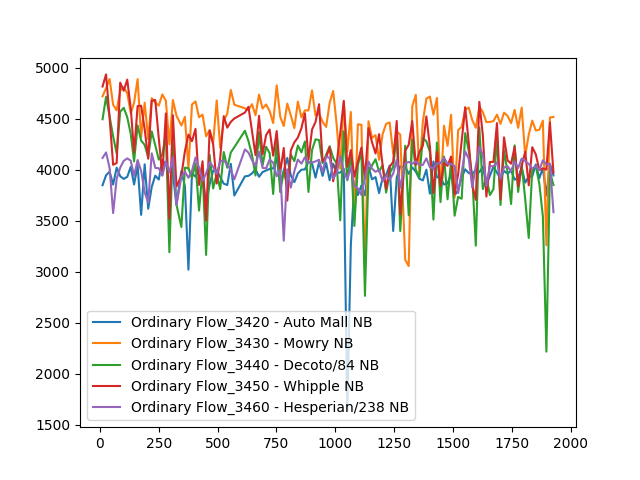 5000
4500
4000
3500
3000
2500
2000
1500
Ordinary Flow_3420 - Auto Mall NB
Ordinary Flow_3430 - Mowry NB
Ordinary Flow_3440 - Decoto/84 NB
Ordinary Flow_3450 - Whipple NB
Ordinary Flow_3460 - Hesperian/238 NB
0 250 500 750 1000 1250 1500 1750 2000